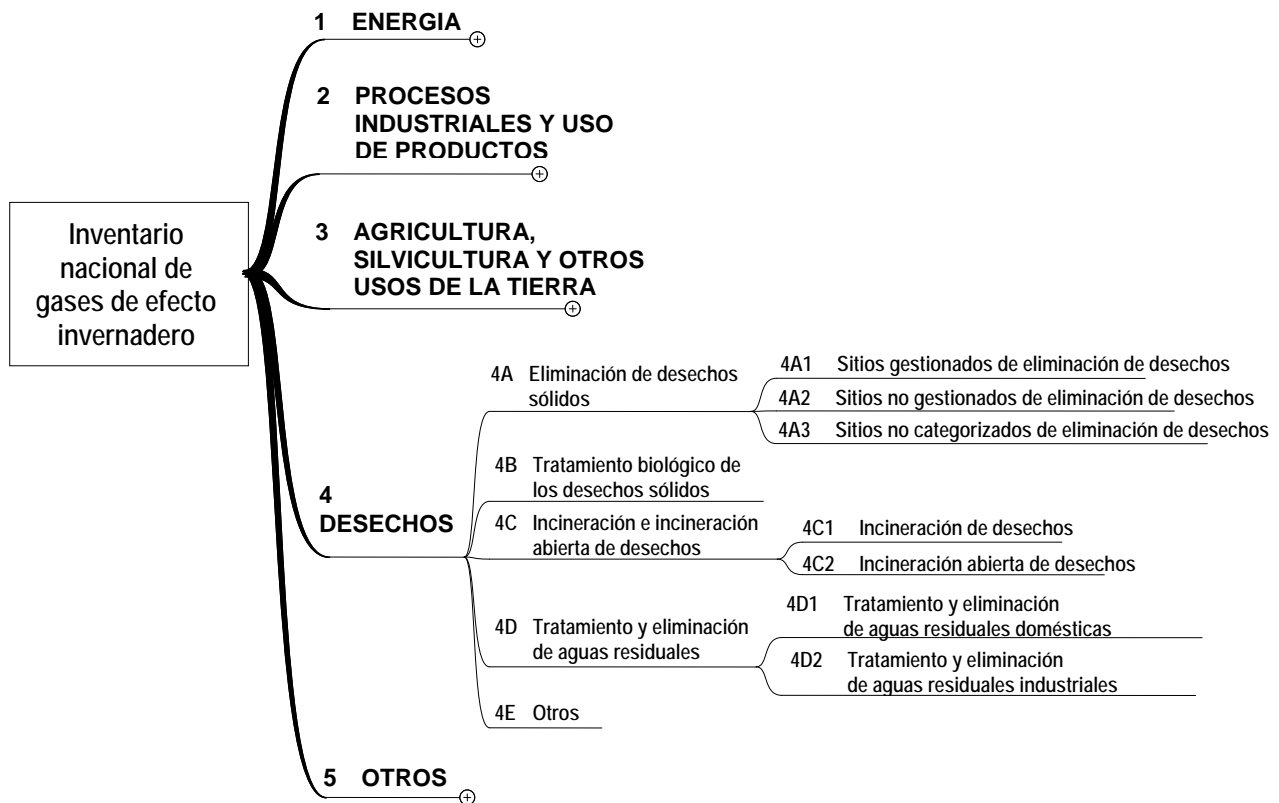 1 ENERGIA
2 PROCESOS
INDUSTRIALES Y USO
DE PRODUCTOS
3 AGRICULTURA,
SILVICULTURA Y OTROS
USOS DE LA TIERRA
Inventario
nacional de
gases de efecto
invernadero
4
DESECHOS
4A Eliminación de desechos
sólidos
4A1 Sitios gestionados de eliminación de desechos
4A2 Sitios no gestionados de eliminación de desechos
4A3 Sitios no categorizados de eliminación de desechos
4B Tratamiento biológico de
los desechos sólidos
4C Incineración e incineración
abierta de desechos
4C1 Incineración de desechos
4C2 Incineración abierta de desechos
4D Tratamiento y eliminación
de aguas residuales
4D1 Tratamiento y eliminación
de aguas residuales domésticas
4D2 Tratamiento y eliminación
de aguas residuales industriales
4E Otros
5 OTROS